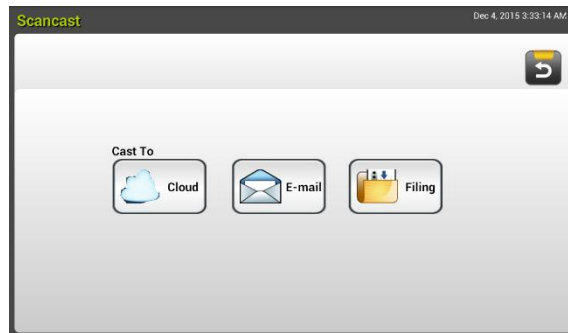 Scancast
Dec 4, 2015 3:33:14 AM
Cast To
Cloud
E-mail
Filing